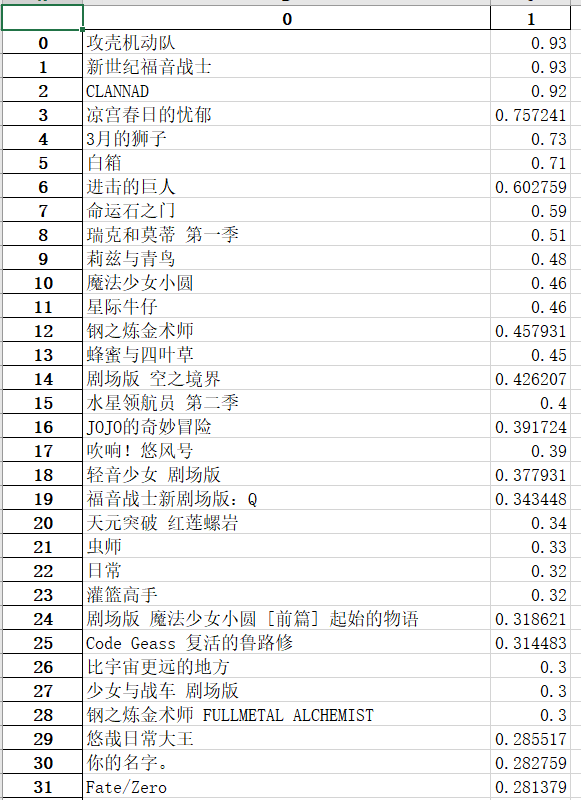 0 1
0 攻壳机动队 0.93
1 新世纪福音战士 0.93
2 CLANNAD 0.92
3 凉宫春日的忧郁 0.757241
4 3月的狮子 0.73
5 白箱 0.71
6 进击的巨人 0.602759
7 命运石之门 0.59
8 瑞克和莫蒂 第一季 0.51
9 莉兹与青鸟 0.48
10 魔法少女小圆 0.46
11 星际牛仔 0.46
12 钢之炼金术师 0.457931
13 蜂蜜与四叶草 0.45
14 剧场版 空之境界 0.426207
15 水星领航员 第二季 0.4
16 JOJO的奇妙冒险 0.391724
17 吹响！悠风号 0.39
18 轻音少女 剧场版 0.377931
19 福音战士新剧场版：Q 0.343448
20 天元突破 红莲螺岩 0.34
21 虫师 0.33
22 日常 0.32
23 灌篮高手 0.32
24 剧场版 魔法少女小圆 [前篇] 起始的物语 0.318621
25 Code Geass 复活的鲁路修 0.314483
26 比宇宙更远的地方 0.3
27 少女与战车 剧场版 0.3
28 钢之炼金术师 FULLMETAL ALCHEMIST 0.3
29 悠哉日常大王 0.285517
30 你的名字。 0.282759
31 Fate/Zero 0.281379